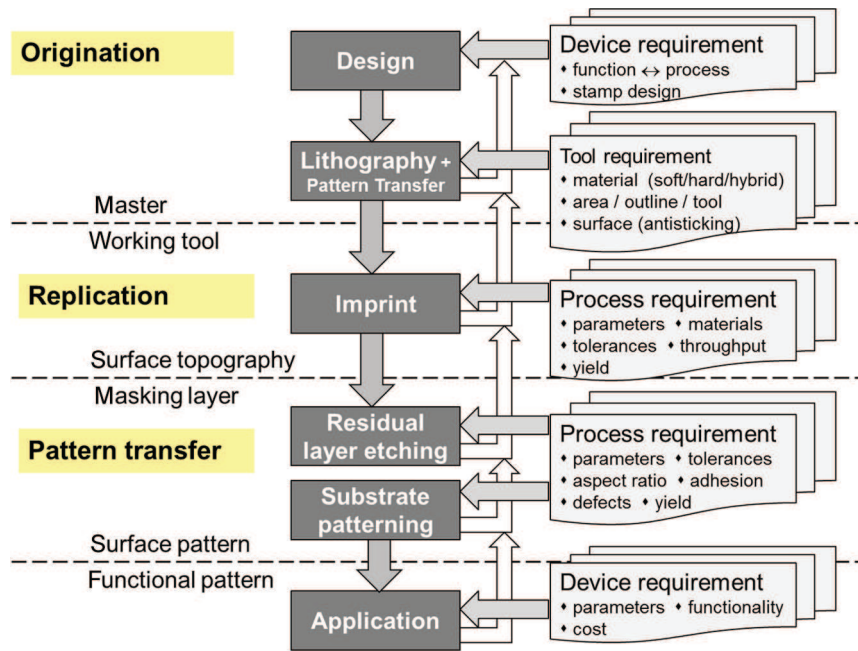 Origination
Design
Device requirement
♦ function ↔ process
♦ stamp design
Lithography +
Pattern Transfer
Tool requirement
♦ material (soft/hard/hybrid)
♦ area / outline / tool
♦ surface (antisticking)
Master
Working tool
Replication
Imprint
Process requirement
♦ parameters ♦ materials
♦ tolerances ♦ throughput
♦ yield
Surface topography
Masking layer
Pattern transfer
Residual
layer etching
Process requirement
♦ parameters ♦ tolerances
♦ aspect ratio ♦ adhesion
♦ defects ♦ yield
Substrate
patterning
Surface pattern
Functional pattern
Application
Device requirement
♦ parameters ♦ functionality
♦ cost